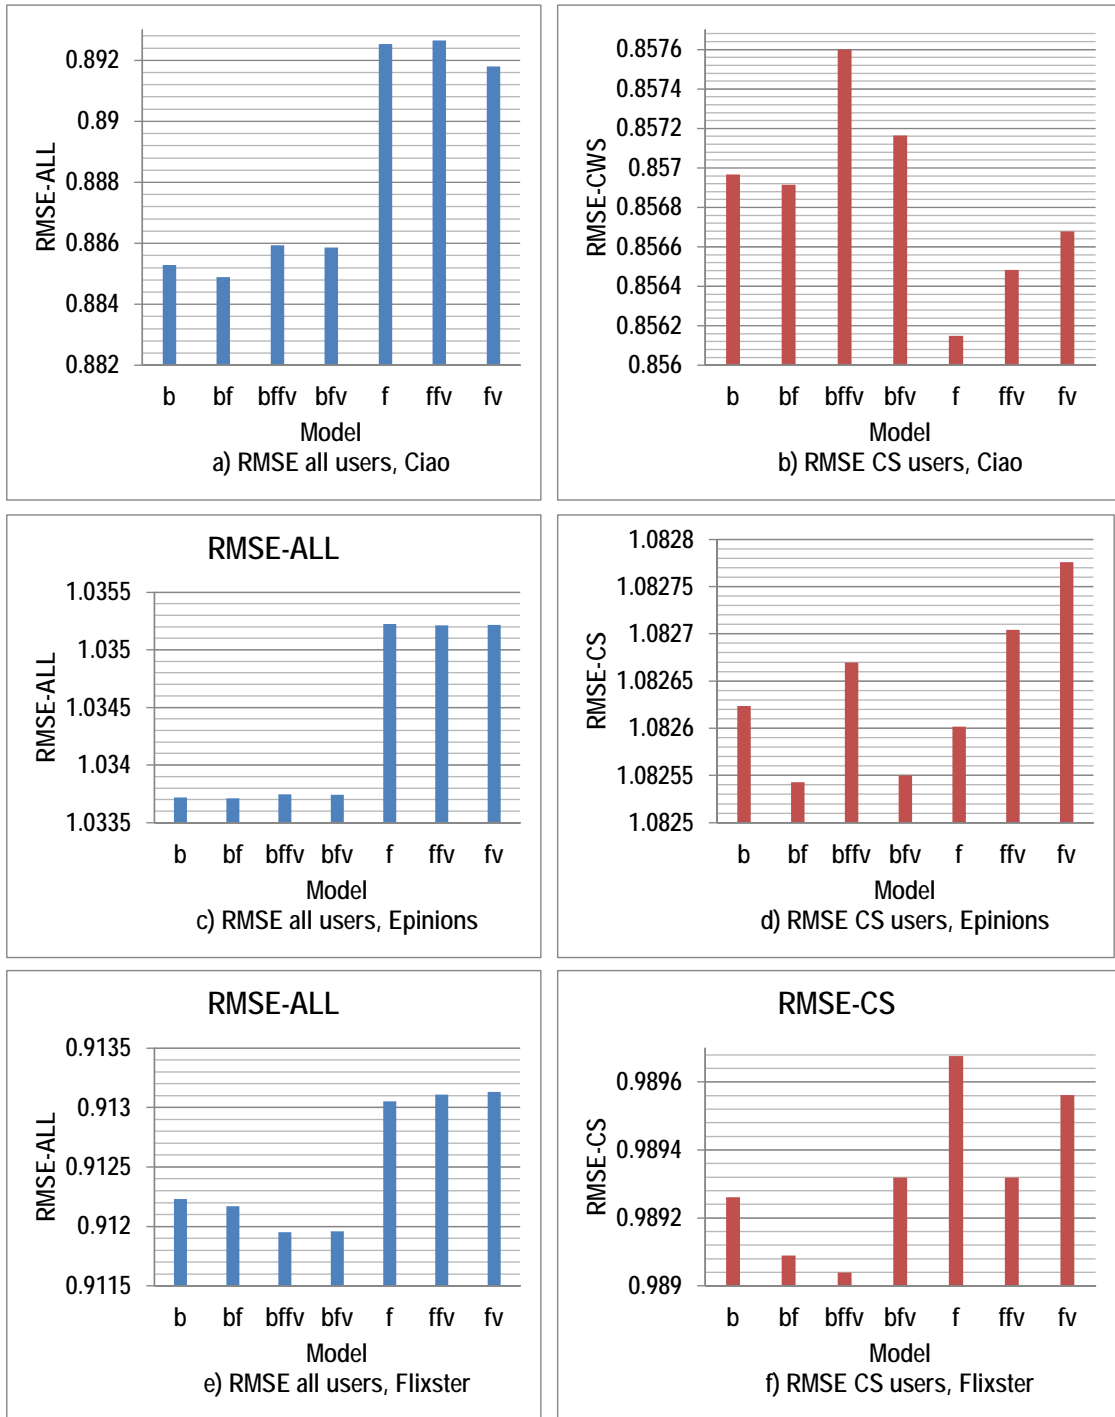 0.892
0.89
0.888
0.886
0.884
0.882
RMSE-ALL
b bf bffv bfv f ffv fv
Model
a) RMSE all users, Ciao
0.8576
0.8574
0.8572
0.857
0.8568
0.8566
0.8564
0.8562
0.856
RMSE-CWS
b bf bffv bfv f ffv fv
Model
b) RMSE CS users, Ciao
RMSE-ALL
1.0355
1.035
1.0345
1.034
1.0335
RMSE-ALL
b bf bffv bfv f ffv fv
Model
c) RMSE all users, Epinions
1.0828
1.08275
1.0827
1.08265
1.0826
1.08255
1.0825
RMSE-CS
b bf bffv bfv f ffv fv
Model
d) RMSE CS users, Epinions
RMSE-ALL
0.9135
0.913
0.9125
0.912
0.9115
RMSE-ALL
b bf bffv bfv f ffv fv
Model
e) RMSE all users, Flixster
RMSE-CS
0.9896
0.9894
0.9892
0.989
RMSE-CS
b bf bffv bfv f ffv fv
Model
f) RMSE CS users, Flixster